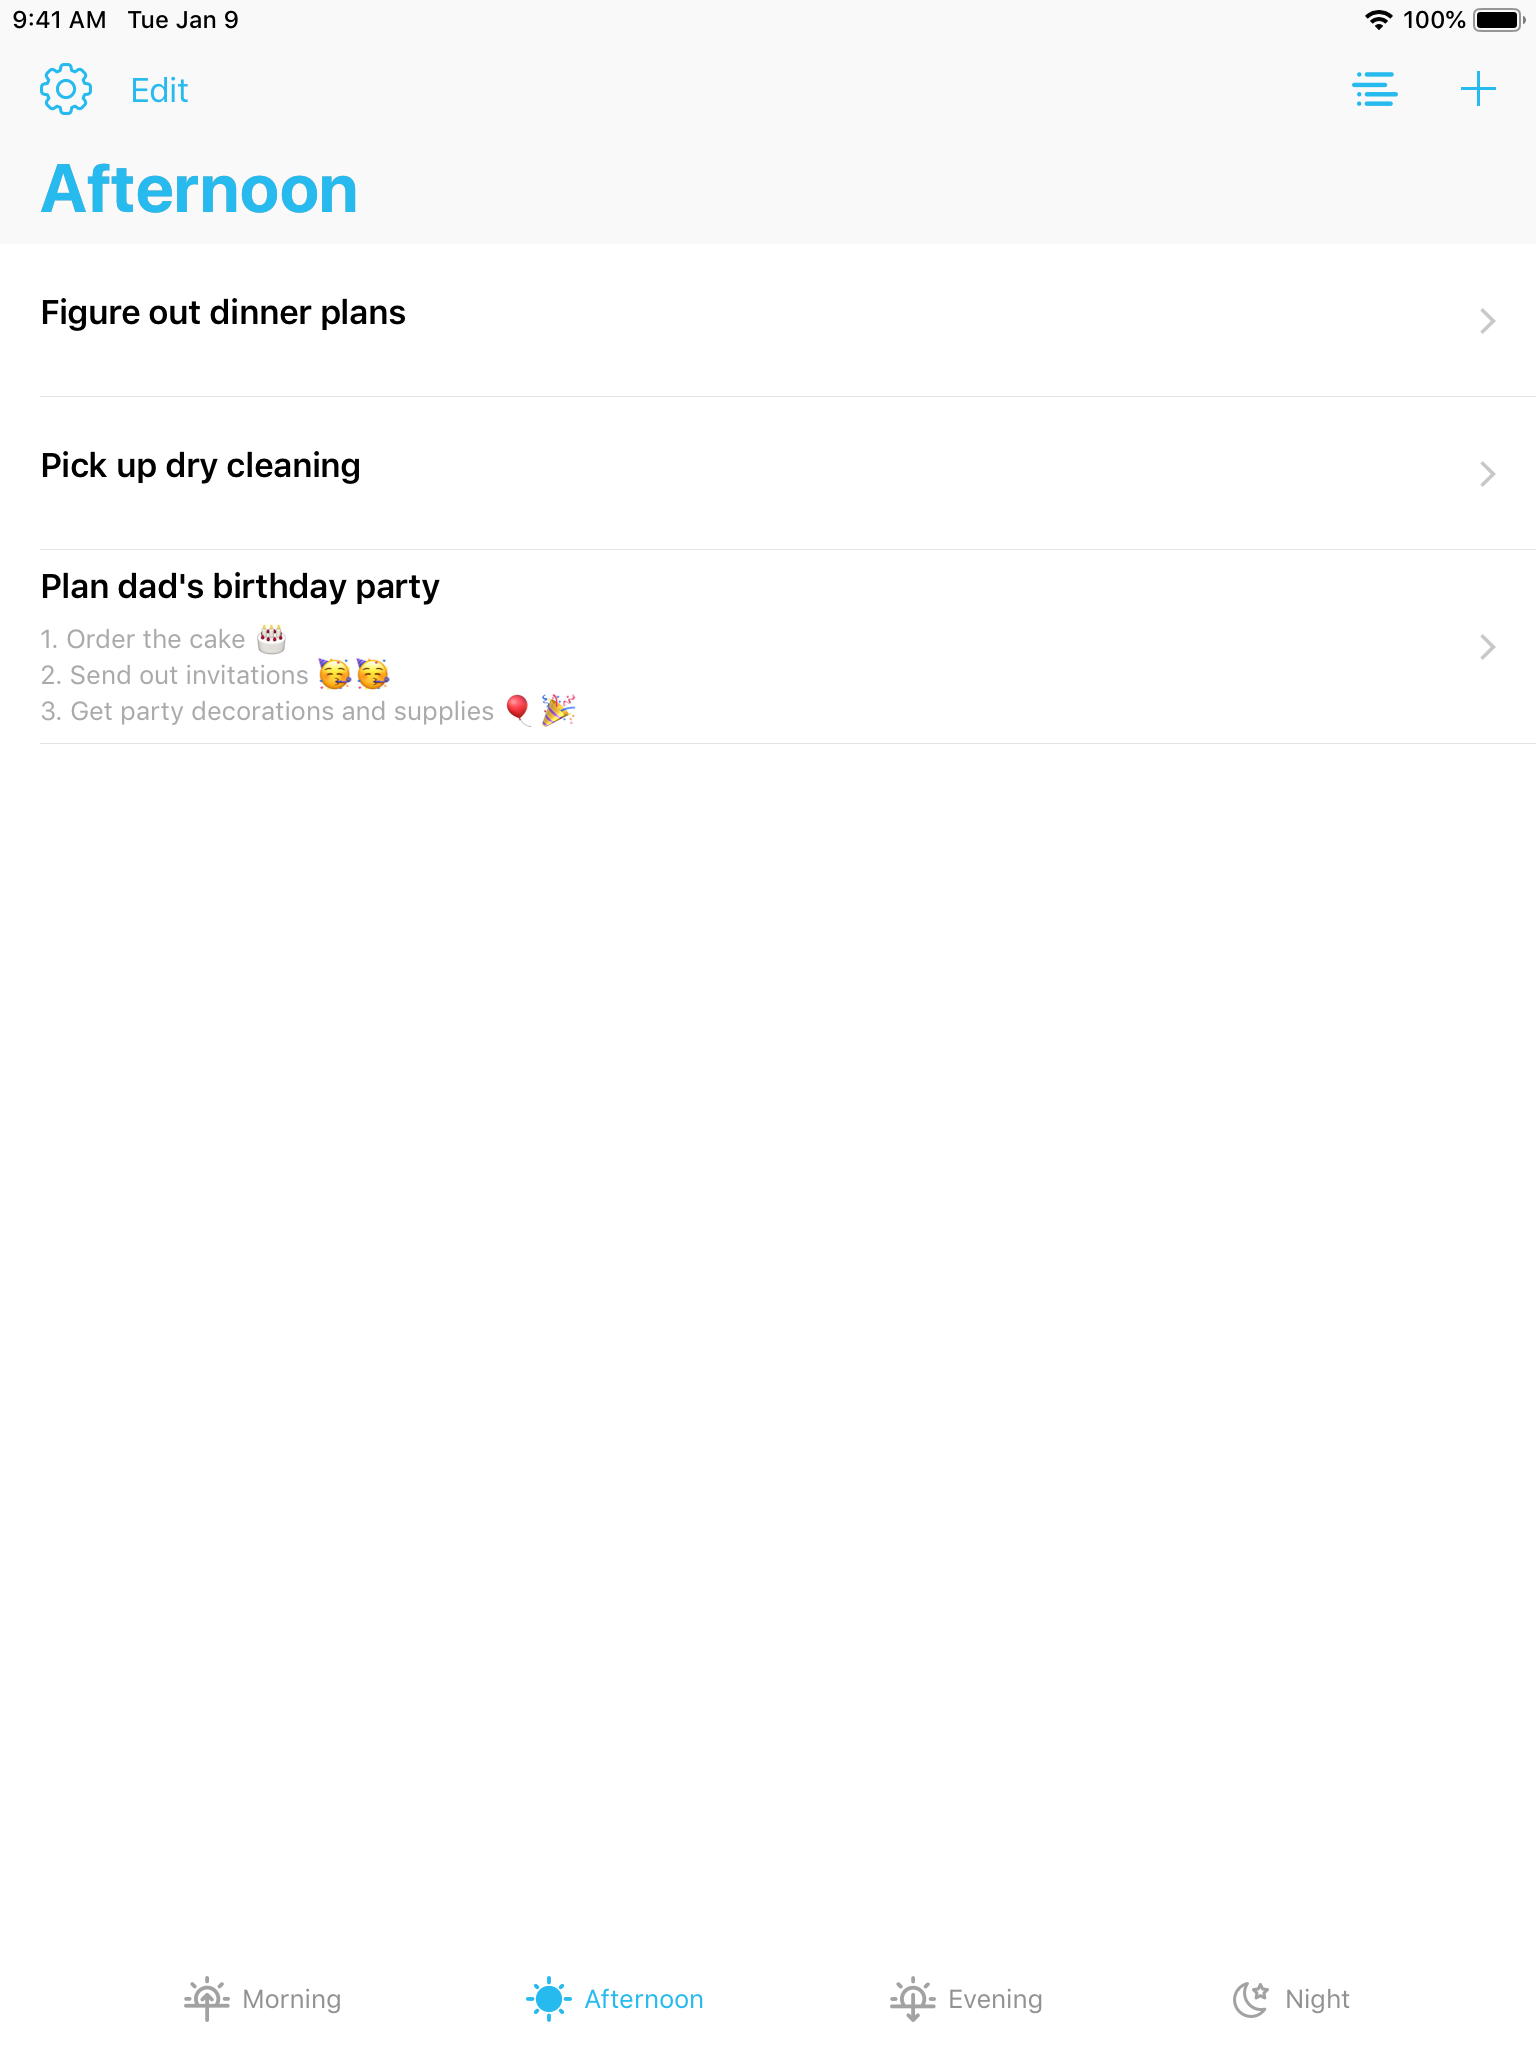 9:41 AM Tue Jan 9 100%
Edit
Afternoon
Figure out dinner plans
Pick up dry cleaning
Plan dad's birthday party
1. Order the cake 🎂
2. Send out invitations 🥳🥳
3. Get party decorations and supplies 🎈🎉
Morning Afternoon Evening Night